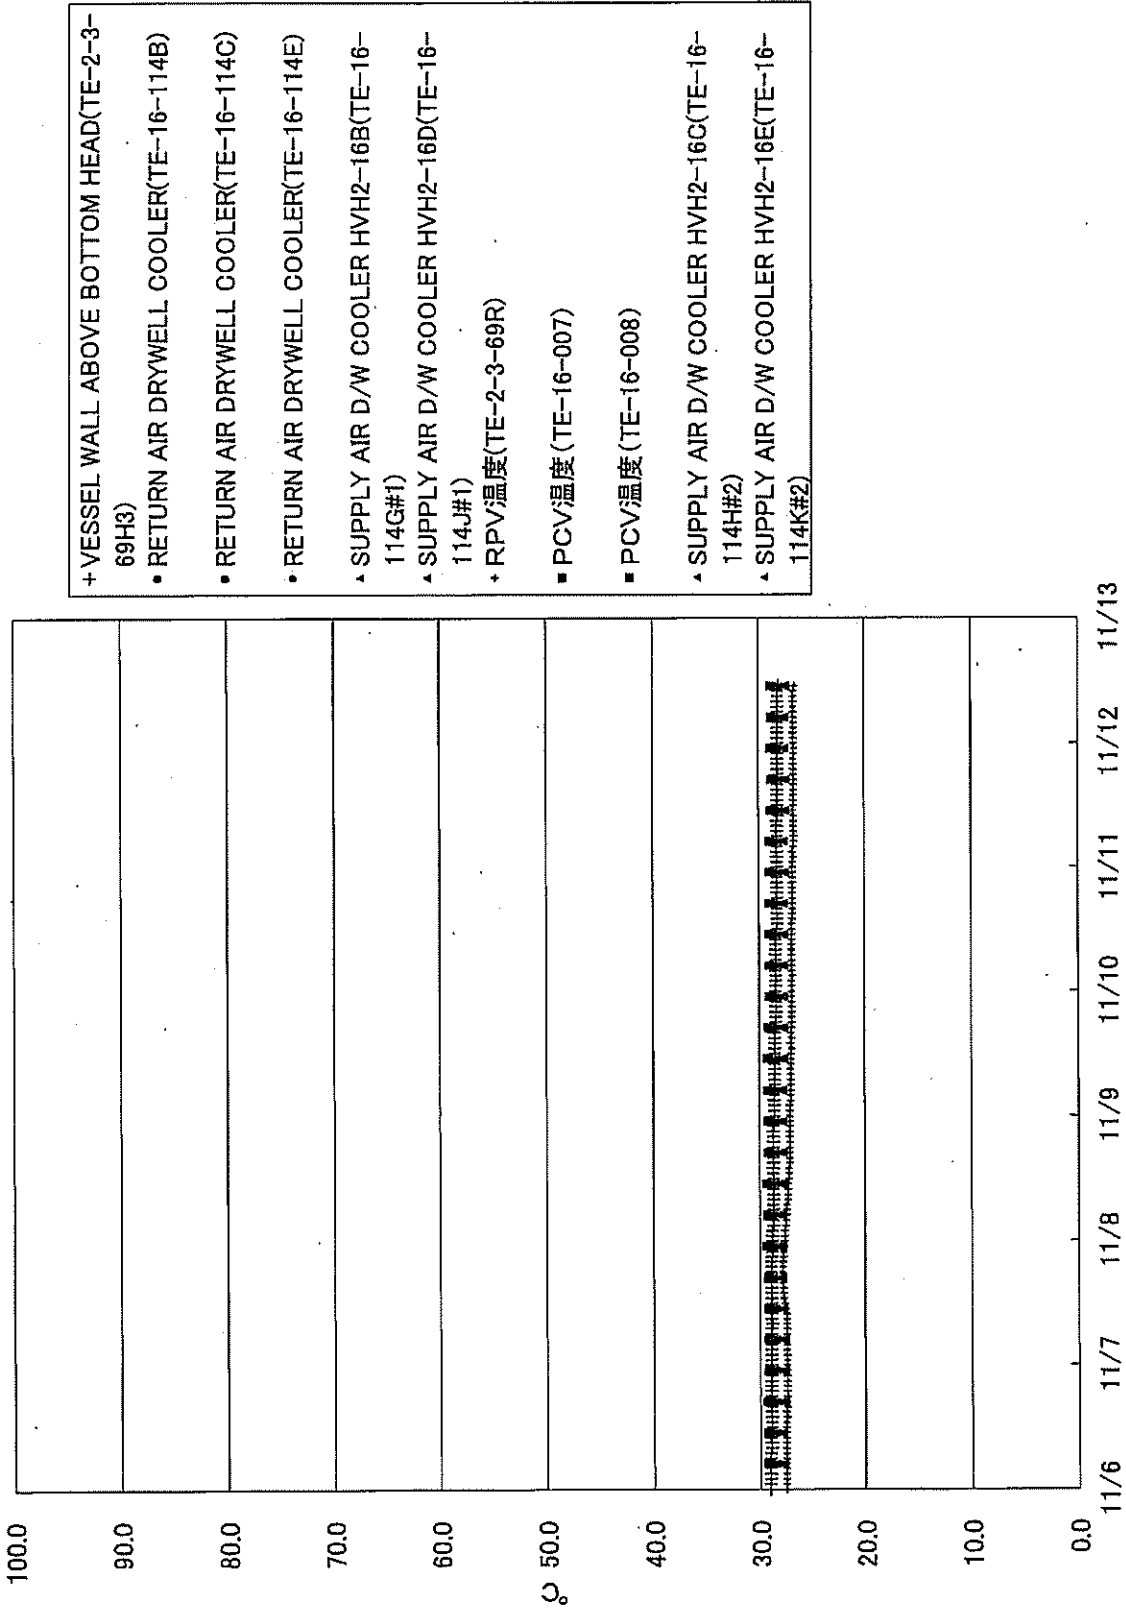 100.0
90.0
80.0
70.0
60.0
50.0
40.0
30.0
20.0
10.0
0.0
℃
11/6
11/7
11/8
11/9
11/10
11/11
11/12
11/13
+ VESSEL WALL ABOVE BOTTOM HEAD(TE-2-3-
69H3)
• RETURN AIR DRYWELL COOLER(TE-16-114B)
• RETURN AIR DRYWELL COOLER(TE-16-114C)
• RETURN AIR DRYWELL COOLER(TE-16-114E)
▲ SUPPLY AIR D/W COOLER HVH2-16B(TE-16-
114G#1)
▲ SUPPLY AIR D/W COOLER HVH2-16D(TE-16-
114J#1)
+ RPV温度(TE-2-3-69R)
■ PCV温度(TE-16-007)
■ PCV温度(TE-16-008)
▲ SUPPLY AIR D/W COOLER HVH2-16C(TE-16-
114H#2)
▲ SUPPLY AIR D/W COOLER HVH2-16E(TE-16-
114K#2)